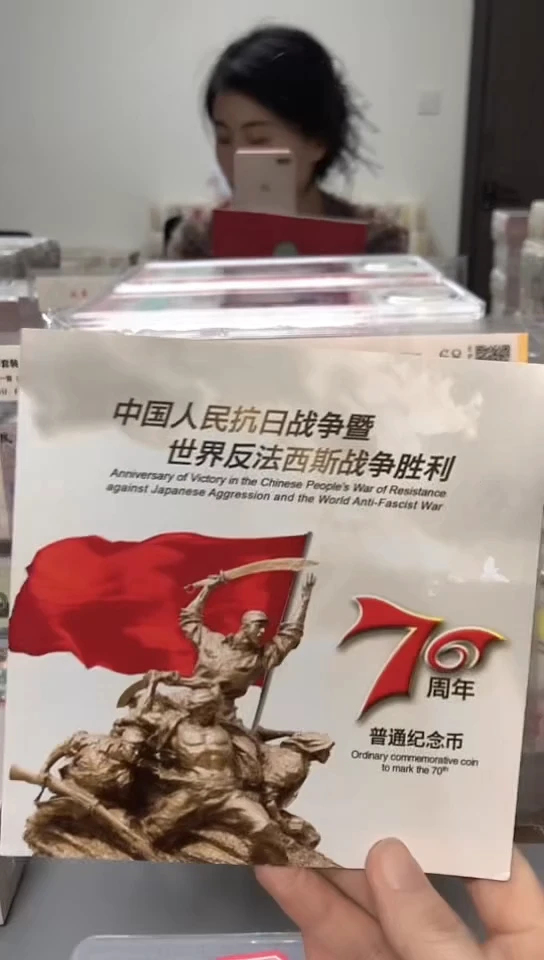 中国人民抗日战争暨
世界反法西斯战争胜利
Anniversary of Victory in the Chinese People's War of Resistance
against Japanese Aggression and the World Anti-Fascist War
70
周年
普通纪念币
Ordinary commemorative coin
to mark the 70th